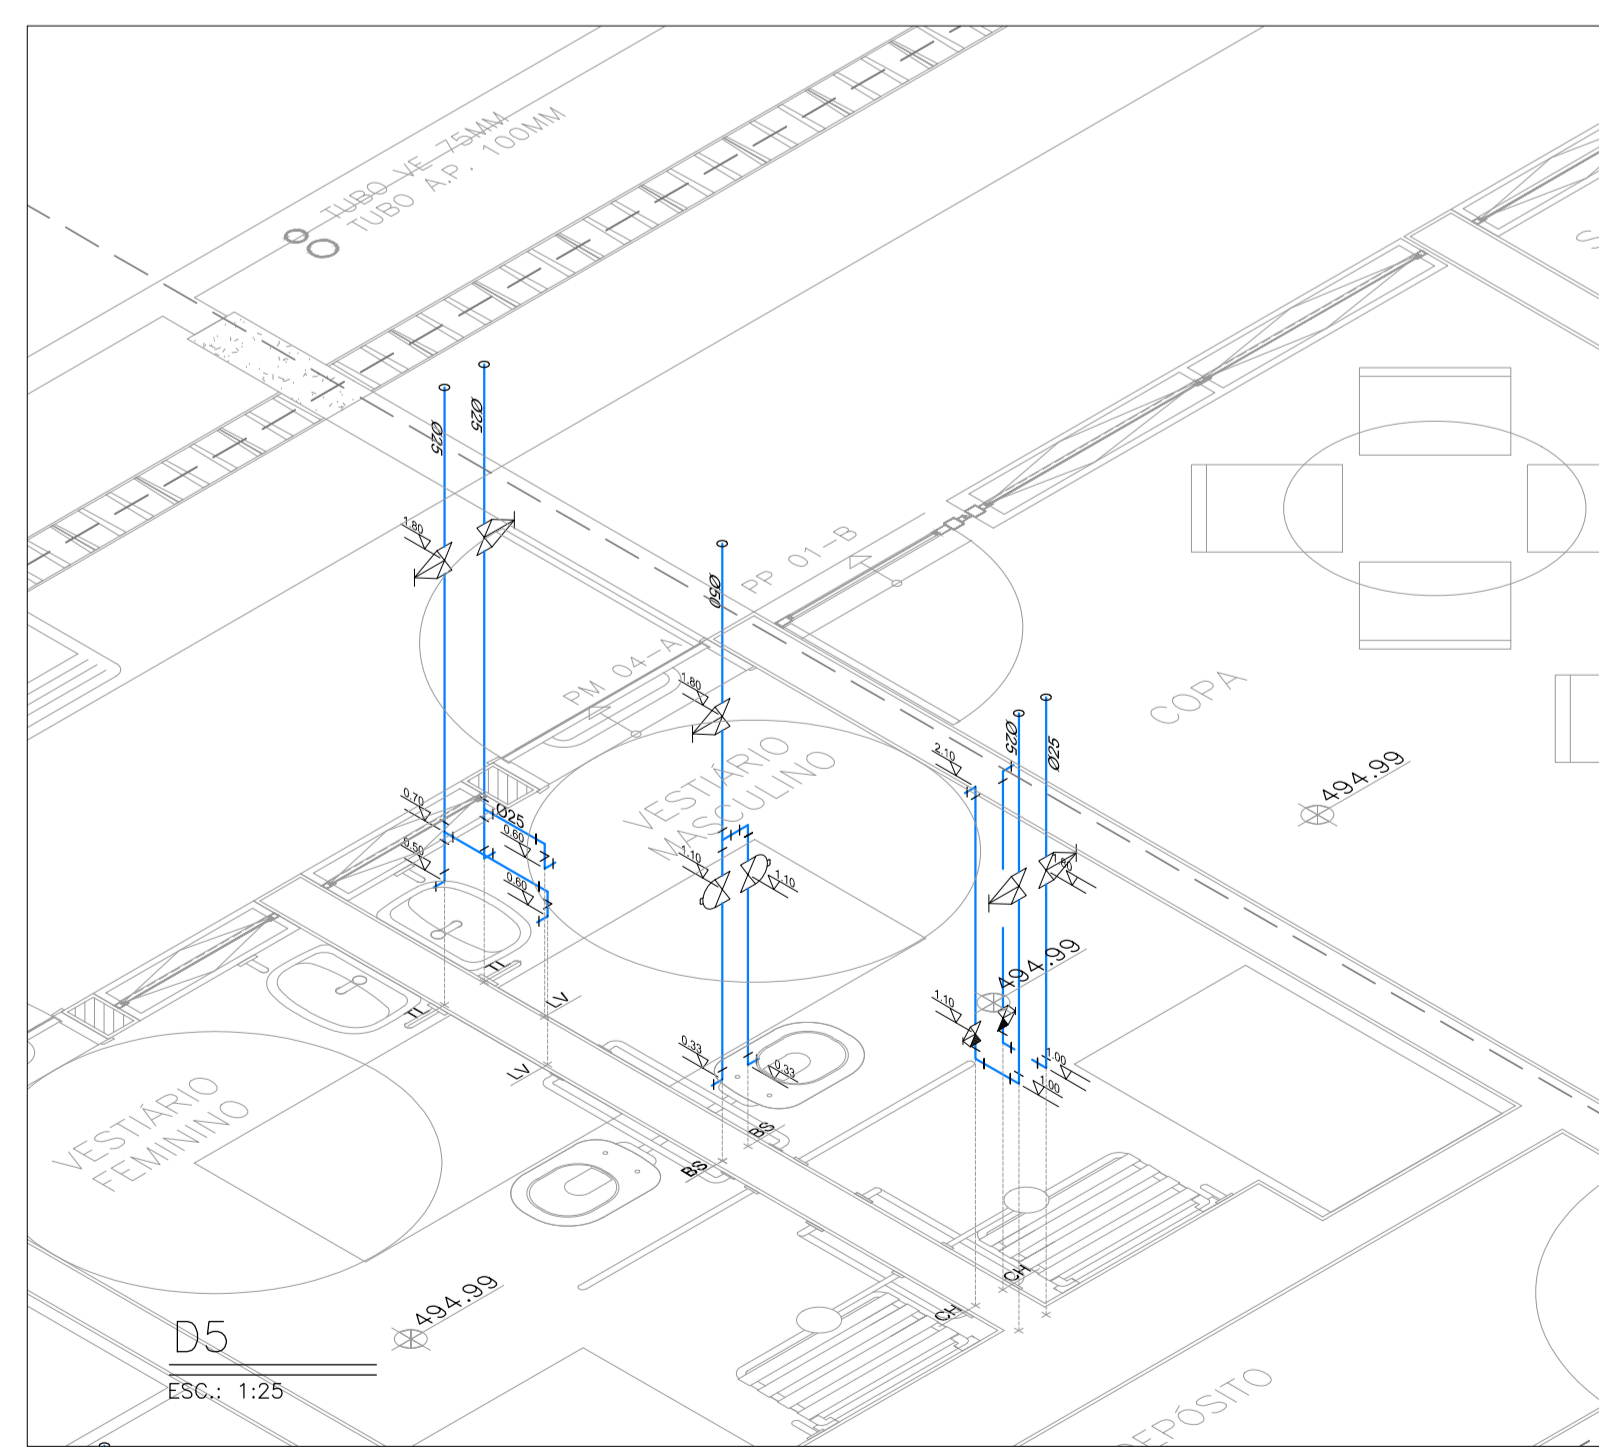 TUBO VE 75MM
TUBO A.P. 100MM
Ø25
Ø25
1.80
Ø50
PP 01-B
PM 04-A
1.80
COPA
VESTIÁRIO
MASCULINO
2.10
Ø25
Ø25
494.99
0.70
Ø25
0.60
0.50
0.60
1.10
1.10
1.80
494.99
TL
LV
1.10
TL
0.33
0.33
1.00
1.00
LV
VESTIÁRIO
FEMININO
BS
BS
CH
CH
494.99
D5
ESC.: 1:25